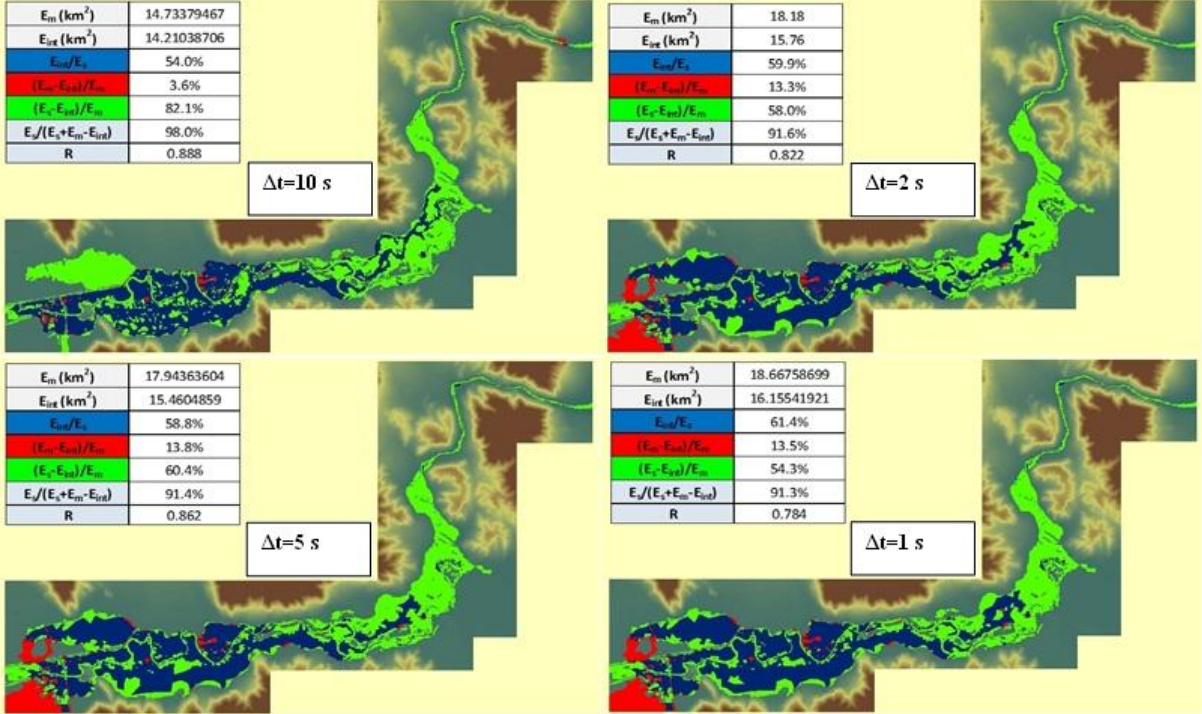 Em (km2) 14.73379467
Eint (km2) 14.21038706
Eint/Es 54.0%
(Em-Eint)/Em 3.6%
(Es-Eint)/Em 82.1%
Es/(Es+Em-Eint) 98.0%
R 0.888
Δt=10 s
Em (km2) 18.18
Eint (km2) 15.76
Eint/Es 59.9%
(Em-Eint)/Em 13.3%
(Es-Eint)/Em 58.0%
Es/(Es+Em-Eint) 91.6%
R 0.822
Δt=2 s
Em (km2) 17.94363604
Eint (km2) 15.4604859
Eint/Es 58.8%
(Em-Eint)/Em 13.8%
(Es-Eint)/Em 60.4%
Es/(Es+Em-Eint) 91.4%
R 0.862
Δt=5 s
Em (km2) 18.66758699
Eint (km2) 16.15541921
Eint/Es 61.4%
(Em-Eint)/Em 13.5%
(Es-Eint)/Em 54.3%
Es/(Es+Em-Eint) 91.3%
R 0.784
Δt=1 s